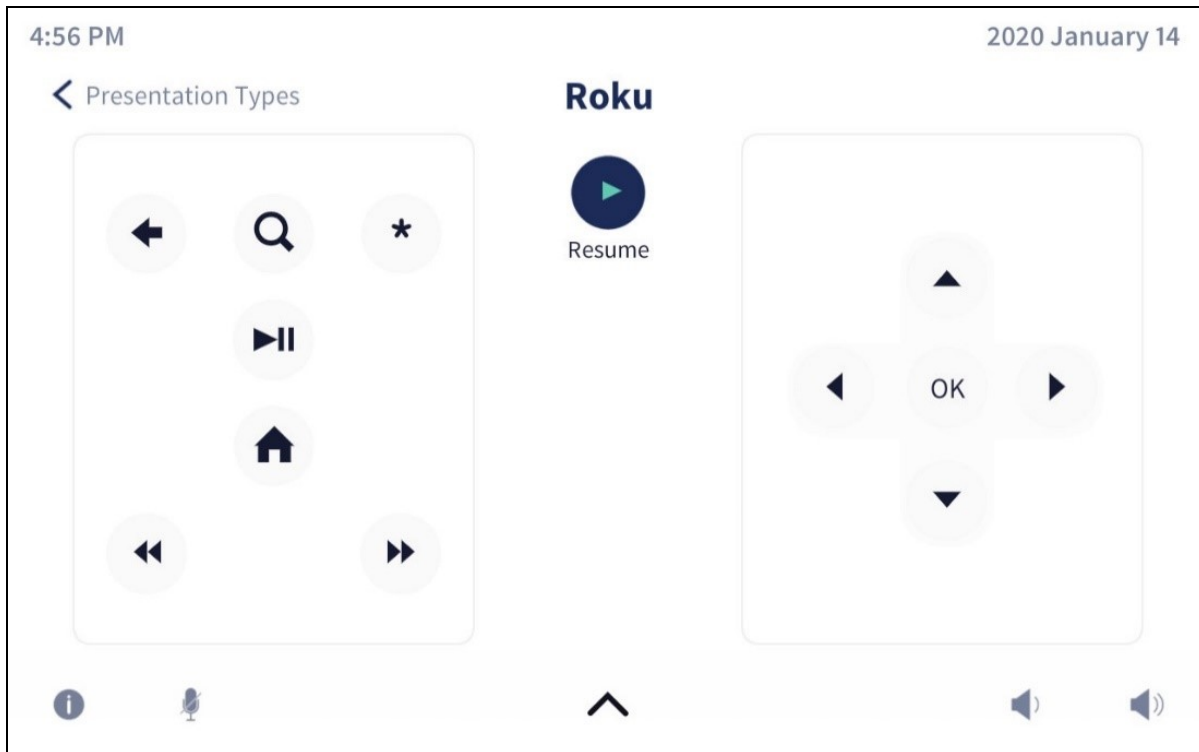 4:56 PM
2020 January 14
Presentation Types
Roku
*
Resume
OK